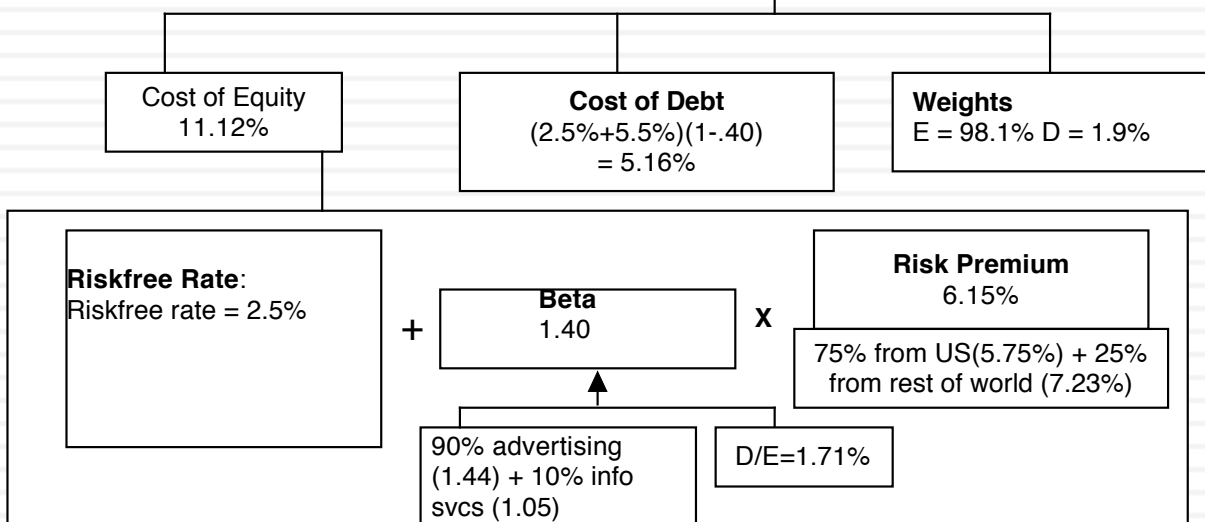 Cost of Equity
11.12%
Cost of Debt
(2.5%+5.5%)(1-.40)
= 5.16%
Weights
E = 98.1% D = 1.9%
Riskfree Rate:
Riskfree rate = 2.5%
+
Beta
1.40
X
Risk Premium
6.15%
75% from US(5.75%) + 25%
from rest of world (7.23%)
90% advertising
(1.44) + 10% info
svcs (1.05)
D/E=1.71%